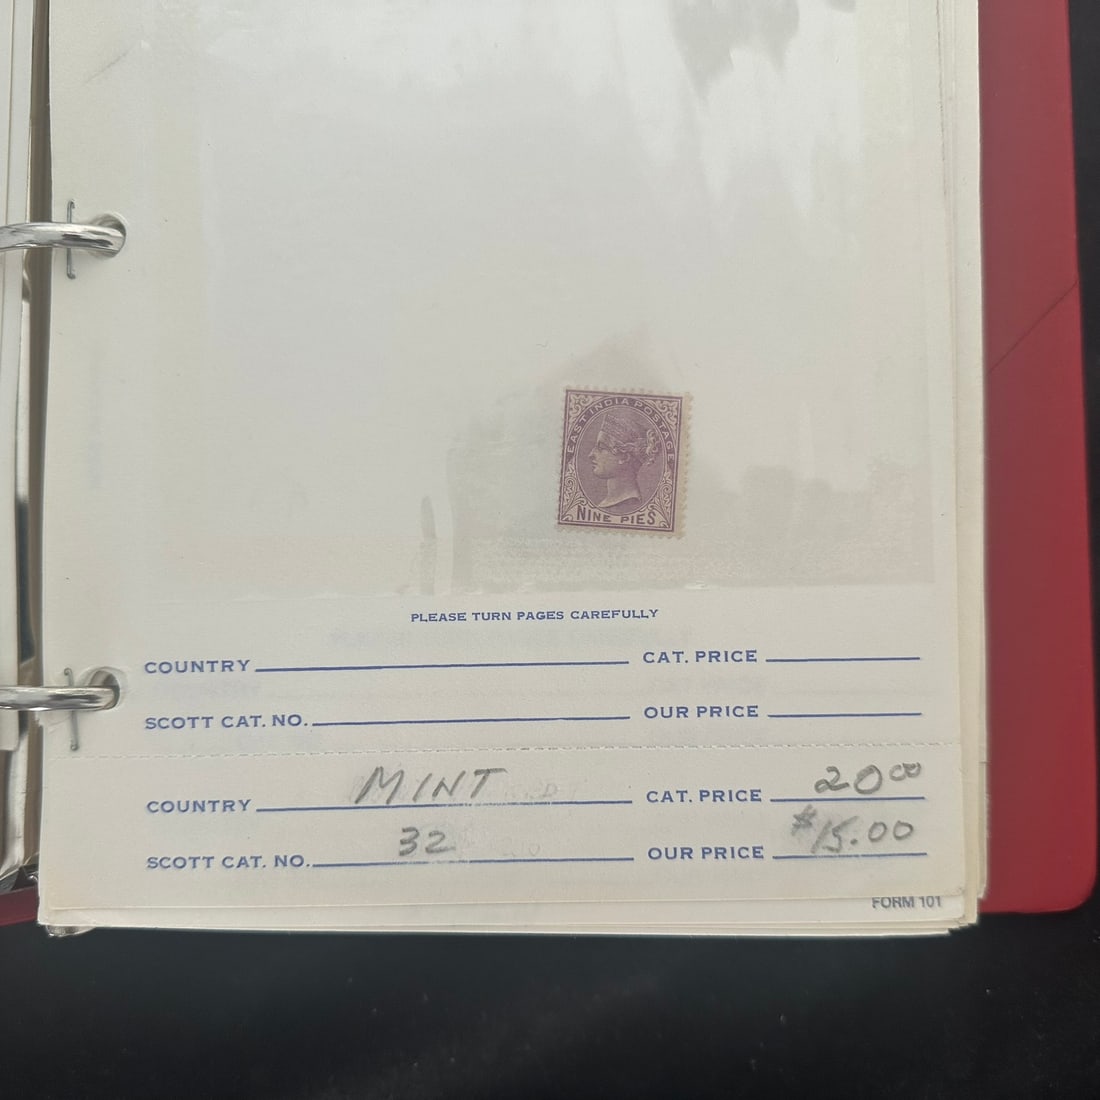 EAST INDIA POSTAGE
NINE PIES
PLEASE TURN PAGES CAREFULLY
COUNTRY CAT. PRICE
SCOTT CAT. NO. OUR PRICE
COUNTRY MINT CAT. PRICE 20 00
SCOTT CAT. NO. 32 OUR PRICE $15.00
FORM 101